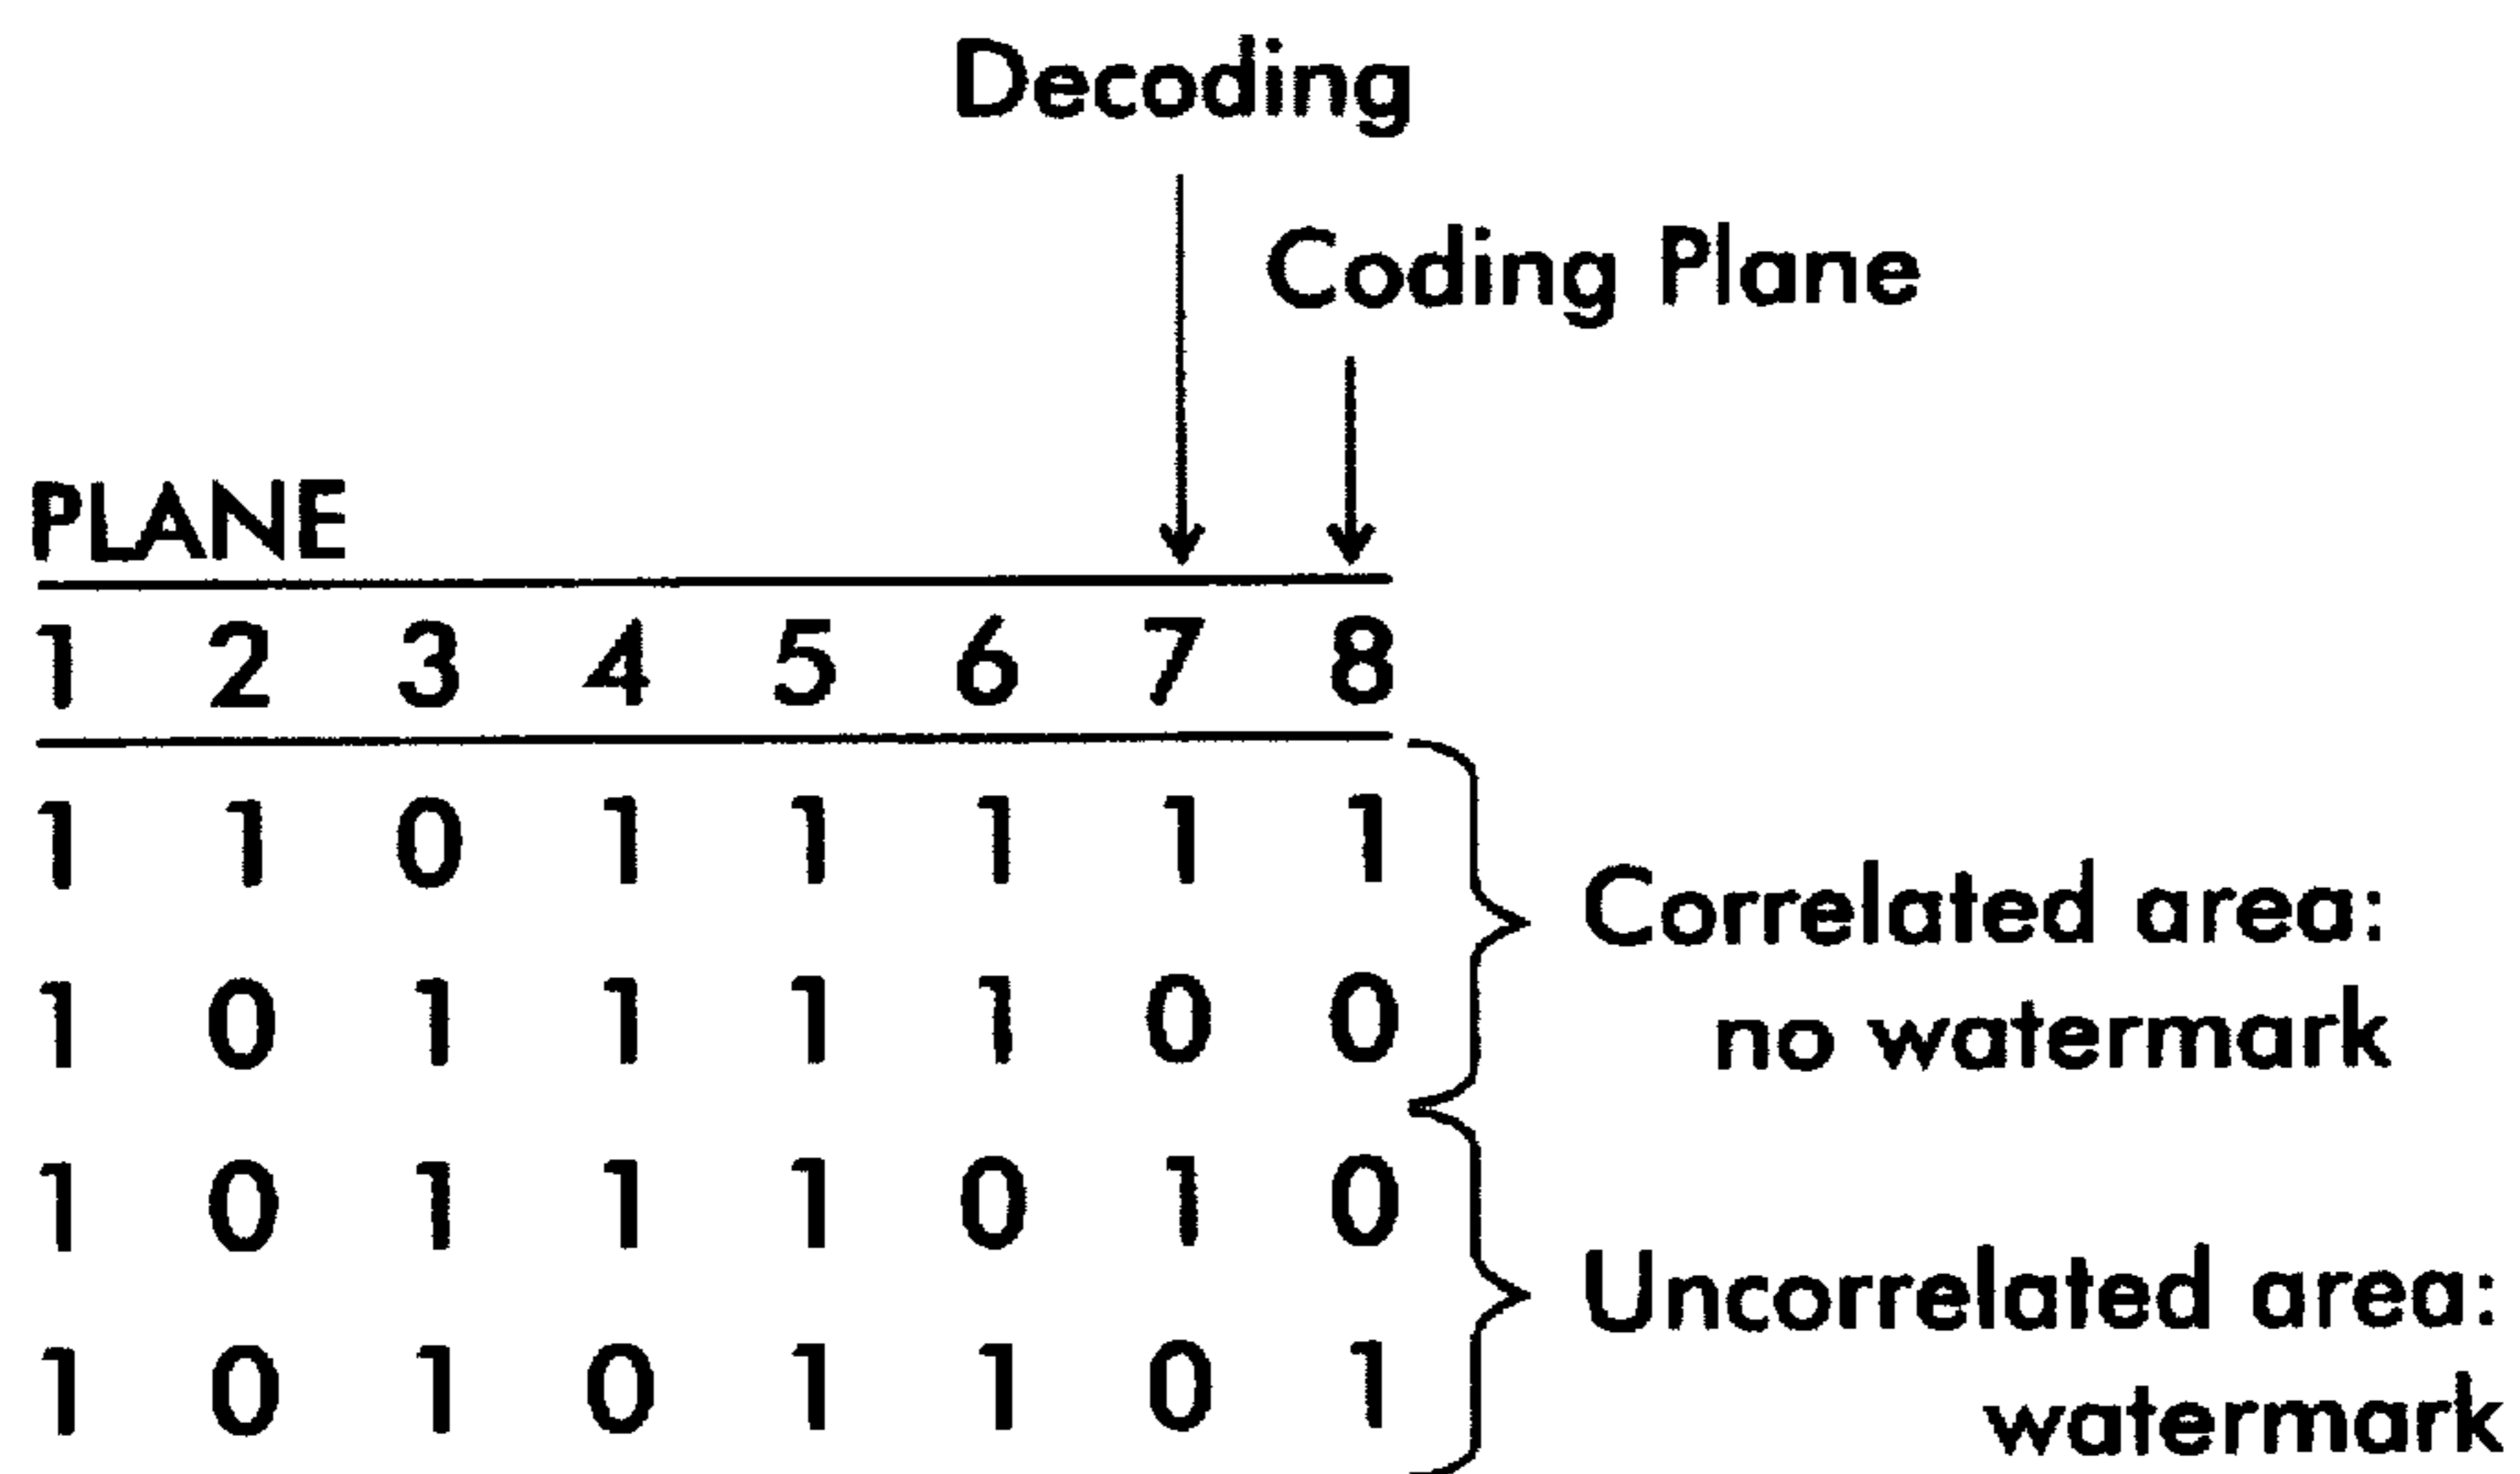 Decoding
Coding Plane
PLANE
1 2 3 4 5 6 7 8
1 1 0 1 1 1 1 1
Correlated area:
1 0 1 1 1 1 0 0
no watermark
1 0 1 1 1 0 1 0
Uncorrelated area:
1 0 1 0 1 1 0 1
watermark